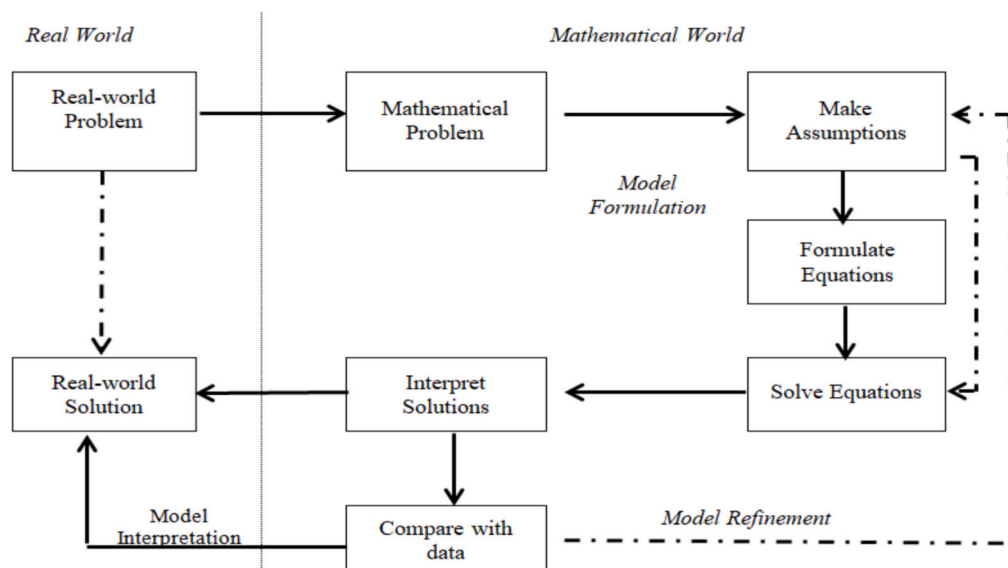 Real World
Mathematical World
Real-world
Problem
Mathematical
Problem
Make
Assumptions
Model
Formulation
Formulate
Equations
Real-world
Solution
Interpret
Solutions
Solve Equations
Model
Interpretation
Compare with
data
Model Refinement